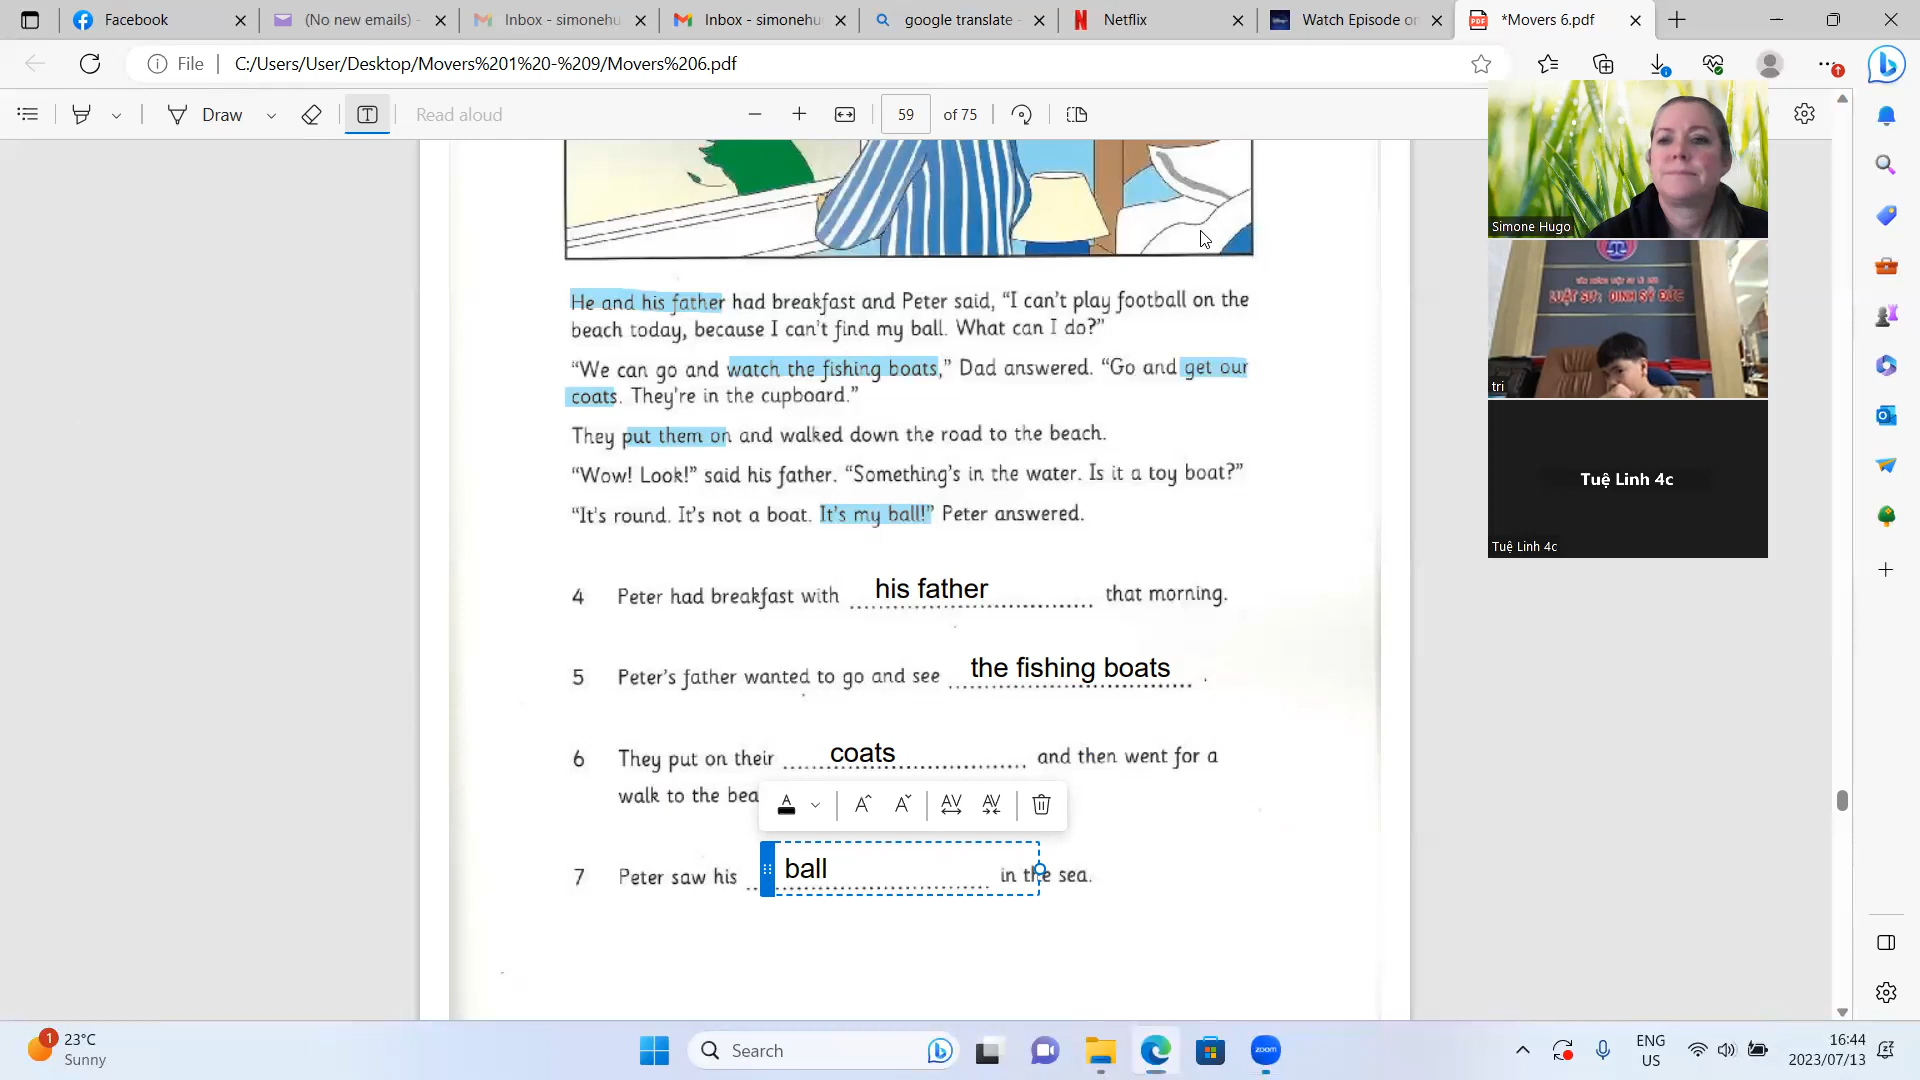 Facebook
(No new emails) -
Inbox - simonehu
Inbox - simonehu
google translate -
Netflix
Watch Episode on
*Movers 6.pdf
File
C:/Users/User/Desktop/Movers%201%20-%209/Movers%206.pdf
Draw
Read aloud
59
of 75
Simone Hugo
LUẬT SƯ: ĐINH SỸ ĐỨC
tri
Tuệ Linh 4c
Tuệ Linh 4c
He and his father had breakfast and Peter said, “I can't play football on the
beach today, because I can't find my ball. What can I do?”
“We can go and watch the fishing boats,” Dad answered. “Go and get our
coats. They're in the cupboard.”
They put them on and walked down the road to the beach.
“Wow! Look!” said his father. “Something's in the water. Is it a toy boat?”
“It's round. It's not a boat. It's my ball!” Peter answered.
4 Peter had breakfast with his father that morning.
5 Peter's father wanted to go and see the fishing boats .
6 They put on their coats and then went for a
walk to the bea
7 Peter saw his ball in the sea.
1
23°C
Sunny
Search
zoom
ENG
US
16:44
2023/07/13